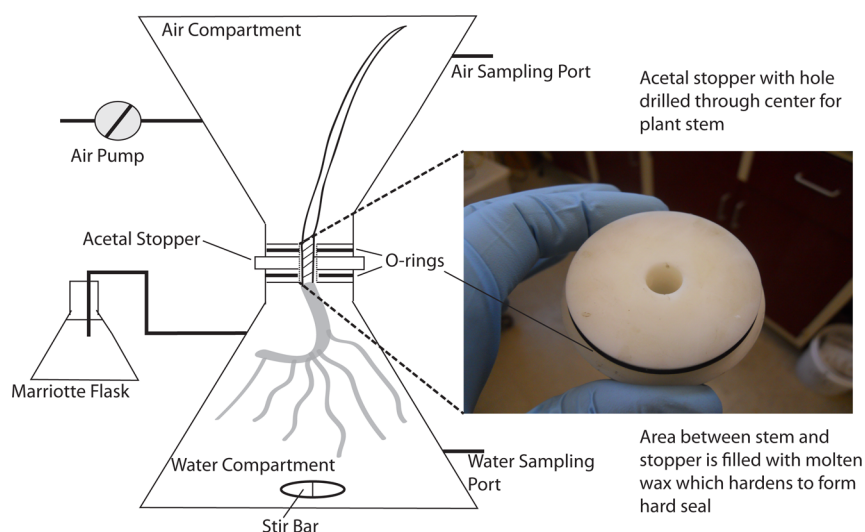 Air Compartment
Air Sampling Port
Air Pump
Acetal Stopper
O-rings
Marriotte Flask
Water Compartment
Water Sampling
Port
Stir Bar
Acetal stopper with hole
drilled through center for
plant stem
Area between stem and
stopper is filled with molten
wax which hardens to form
hard seal